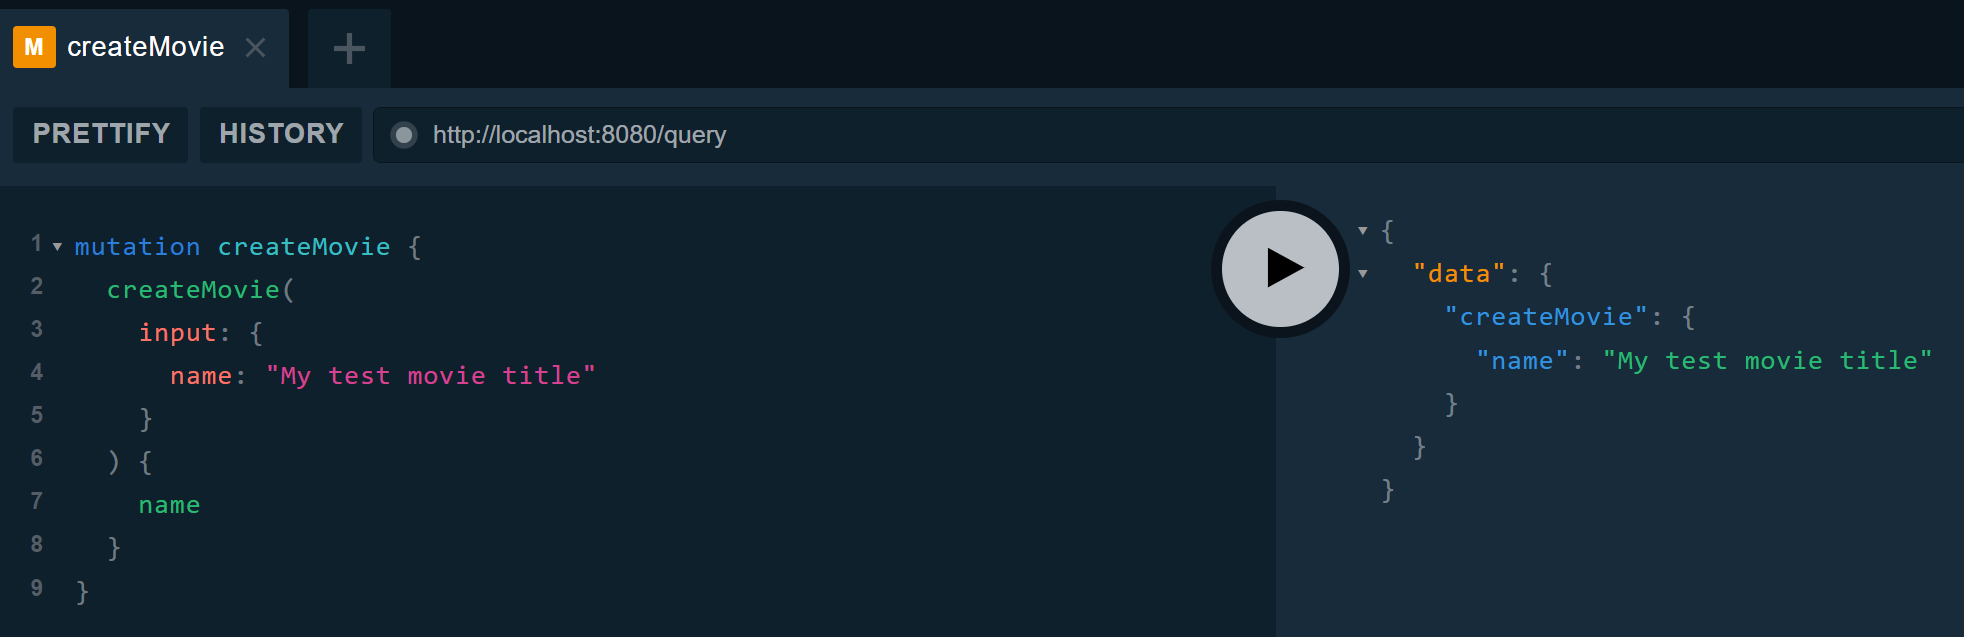 M createMovie
PRETTIFY HISTORY http://localhost:8080/query
1 mutation createMovie {
2 createMovie(
3 input: {
4 name: "My test movie title"
5 }
6 ) {
7 name
8 }
9 }
{
"data": {
"createMovie": {
"name": "My test movie title"
}
}
}